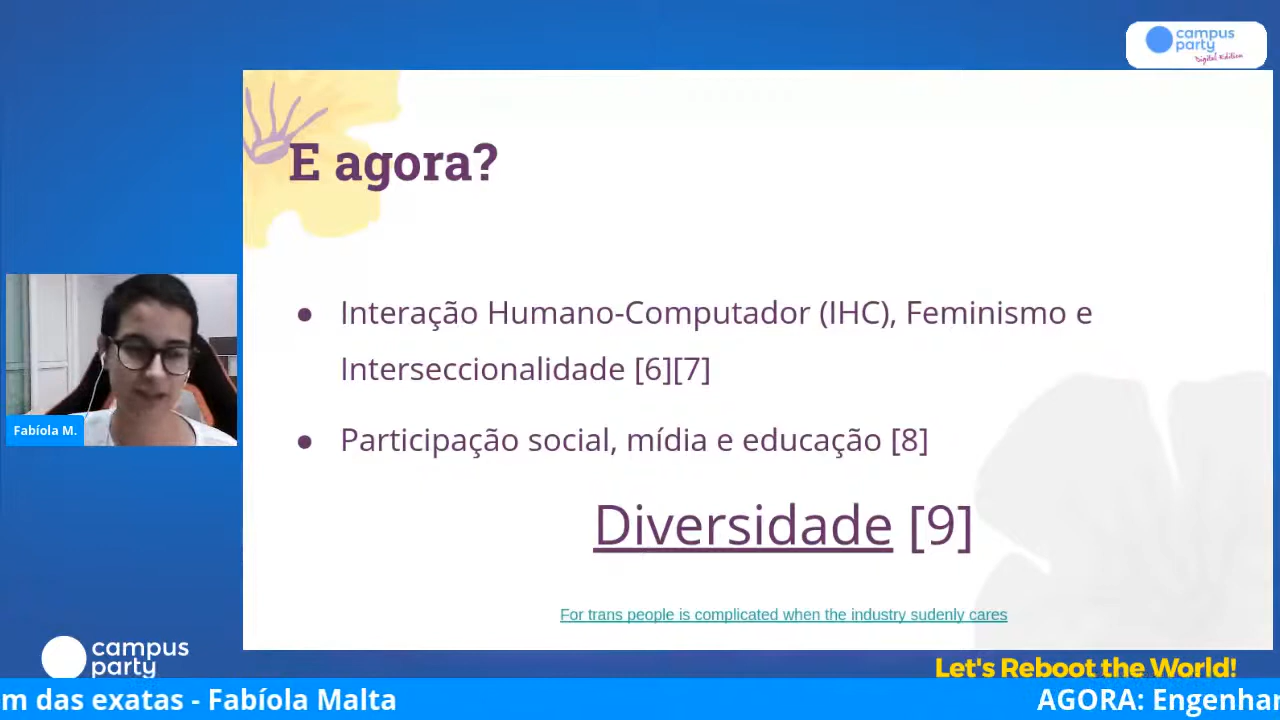 campus
party
Digital Edition
E agora?
● Interação Humano-Computador (IHC), Feminismo e
Interseccionalidade [6][7]
● Participação social, mídia e educação [8]
Diversidade [9]
For trans people is complicated when the industry sudenly cares
Fabíola M.
campus
party
Let's Reboot the World!
m das exatas - Fabíola Malta
AGORA: Engenhar